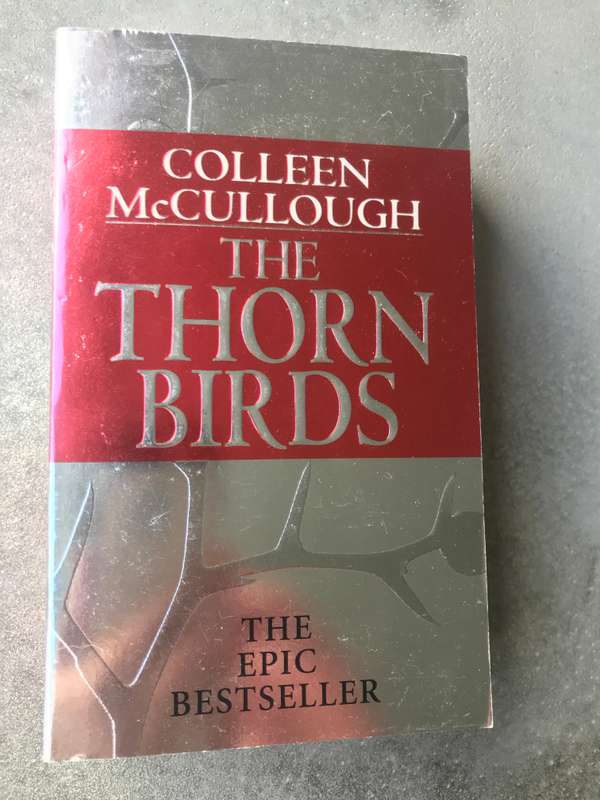 COLLEEN
McCULLOUGH
THE
THORN
BIRDS
THE
EPIC
BESTSELLER